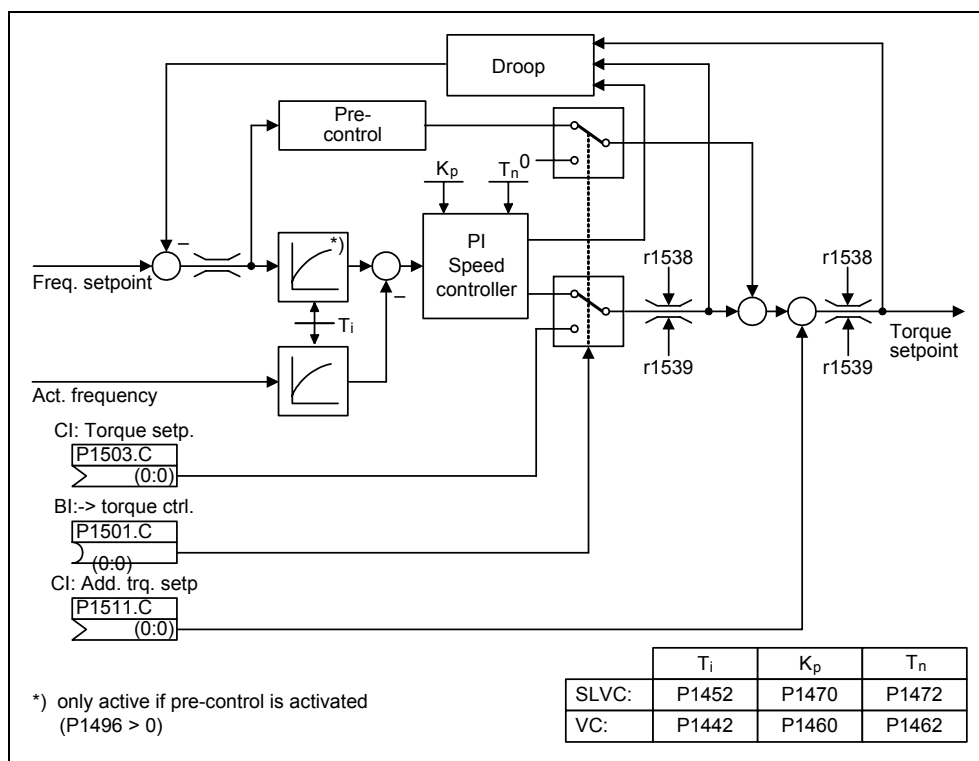 Droop
Pre-
control
Kp
Tn
0
*)
PI
Speed
controller
r1538
r1538
Freq. setpoint
Ti
Torque
setpoint
r1539
r1539
Act. frequency
CI: Torque setp.
P1503.C
(0:0)
BI:-> torque ctrl.
P1501.C
(0:0)
CI: Add. trq. setp
P1511.C
(0:0)
Ti Kp Tn
SLVC: P1452 P1470 P1472
VC: P1442 P1460 P1462
*) only active if pre-control is activated
(P1496 > 0)